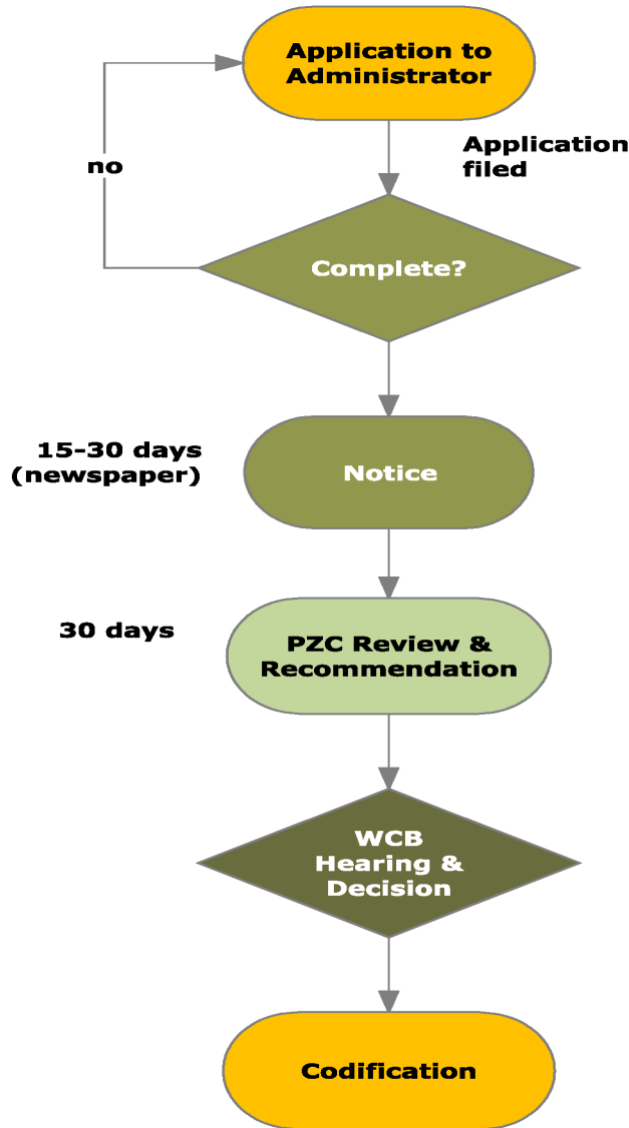 Application to
Administrator
Application
filed
no
Complete?
15-30 days
(newspaper)
Notice
30 days
PZC Review &
Recommendation
WCB
Hearing &
Decision
Codification